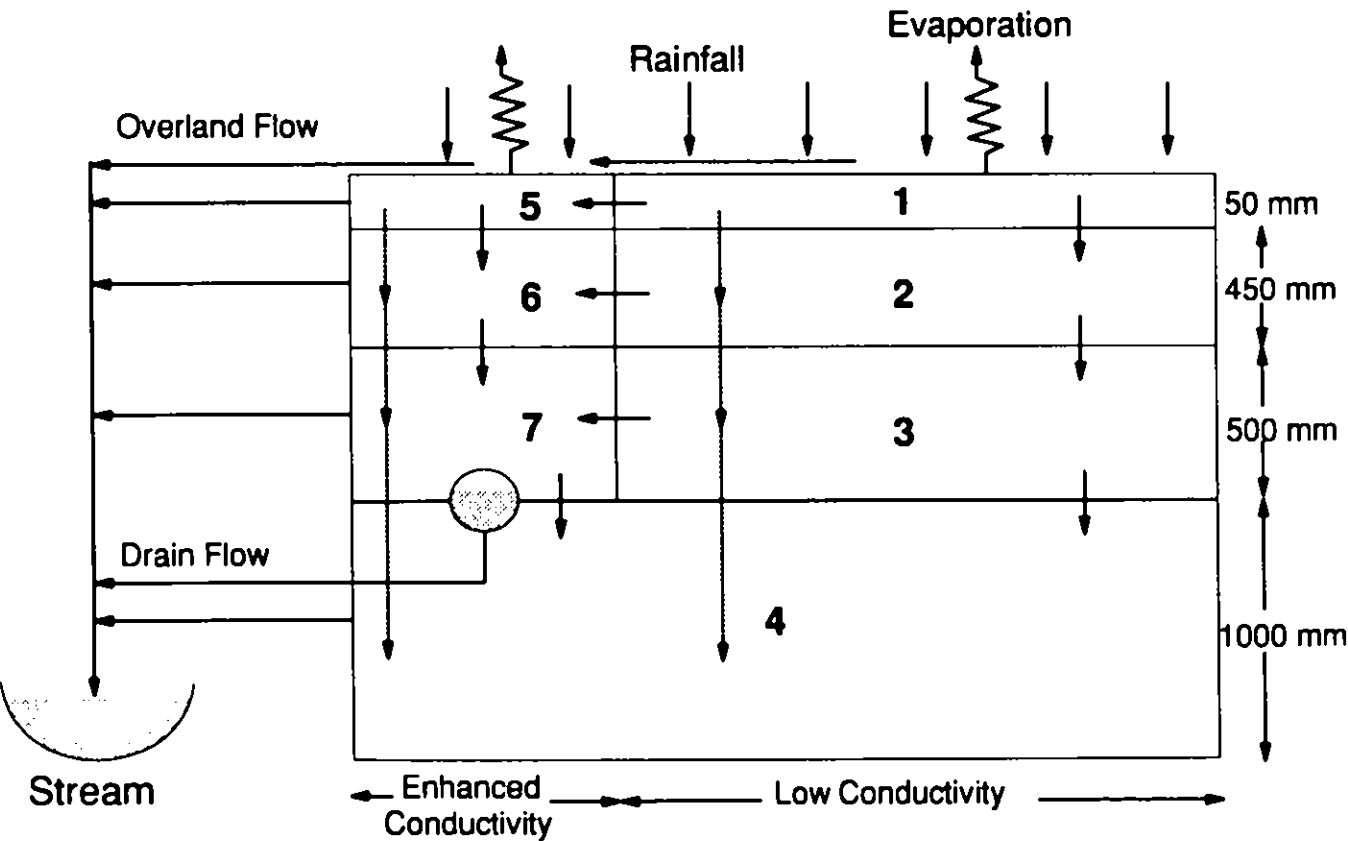 Evaporation
Rainfall
Overland Flow
5
1
50 mm
6
2
450 mm
7
3
500 mm
Drain Flow
4
1000 mm
Stream
Enhanced
Conductivity
Low Conductivity